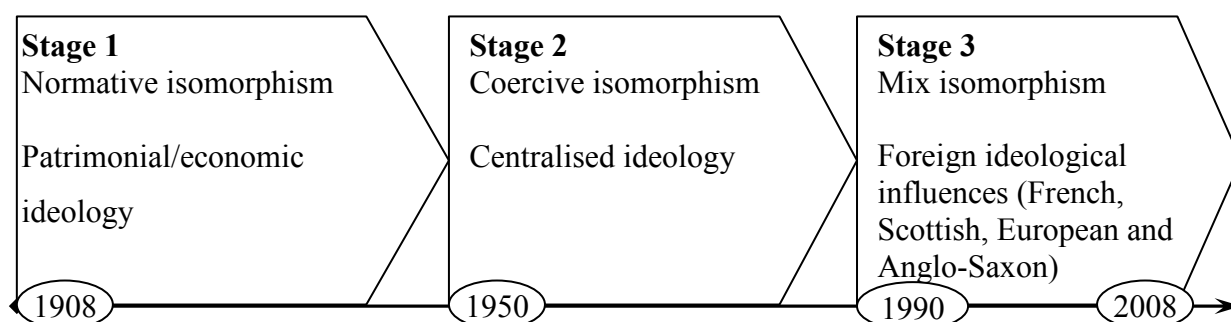 Stage 1
Normative isomorphism
Patrimonial/economic
ideology
Stage 2
Coercive isomorphism
Centralised ideology
Stage 3
Mix isomorphism
Foreign ideological
influences (French,
Scottish, European and
Anglo-Saxon)
1908
1950
1990
2008